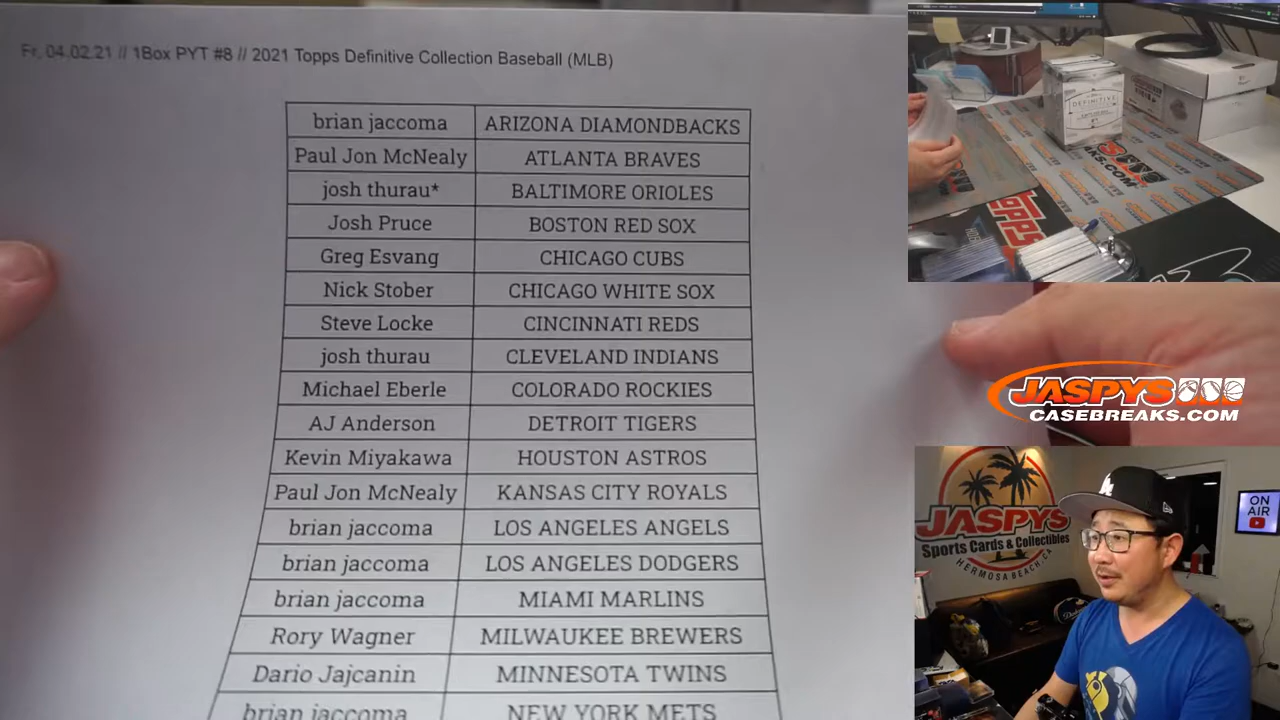 Fr, 04.02.21 // 1Box PYT #8 // 2021 Topps Definitive Collection Baseball (MLB)
brian jaccoma ARIZONA DIAMONDBACKS
Paul Jon McNealy ATLANTA BRAVES
josh thurau* BALTIMORE ORIOLES
Josh Pruce BOSTON RED SOX
Greg Esvang CHICAGO CUBS
Nick Stober CHICAGO WHITE SOX
Steve Locke CINCINNATI REDS
josh thurau CLEVELAND INDIANS
Michael Eberle COLORADO ROCKIES
AJ Anderson DETROIT TIGERS
Kevin Miyakawa HOUSTON ASTROS
Paul Jon McNealy KANSAS CITY ROYALS
brian jaccoma LOS ANGELES ANGELS
brian jaccoma LOS ANGELES DODGERS
brian jaccoma MIAMI MARLINS
Rory Wagner MILWAUKEE BREWERS
Dario Jajcanin MINNESOTA TWINS
brian jaccoma NEW YORK METS
DEFINITIVE
BREAKS.COM
TOPPS
JASPYS
CASEBREAKS.COM
JASPYS
Sports Cards & Collectibles
HERMOSA BEACH, CA
LA
ON
AIR